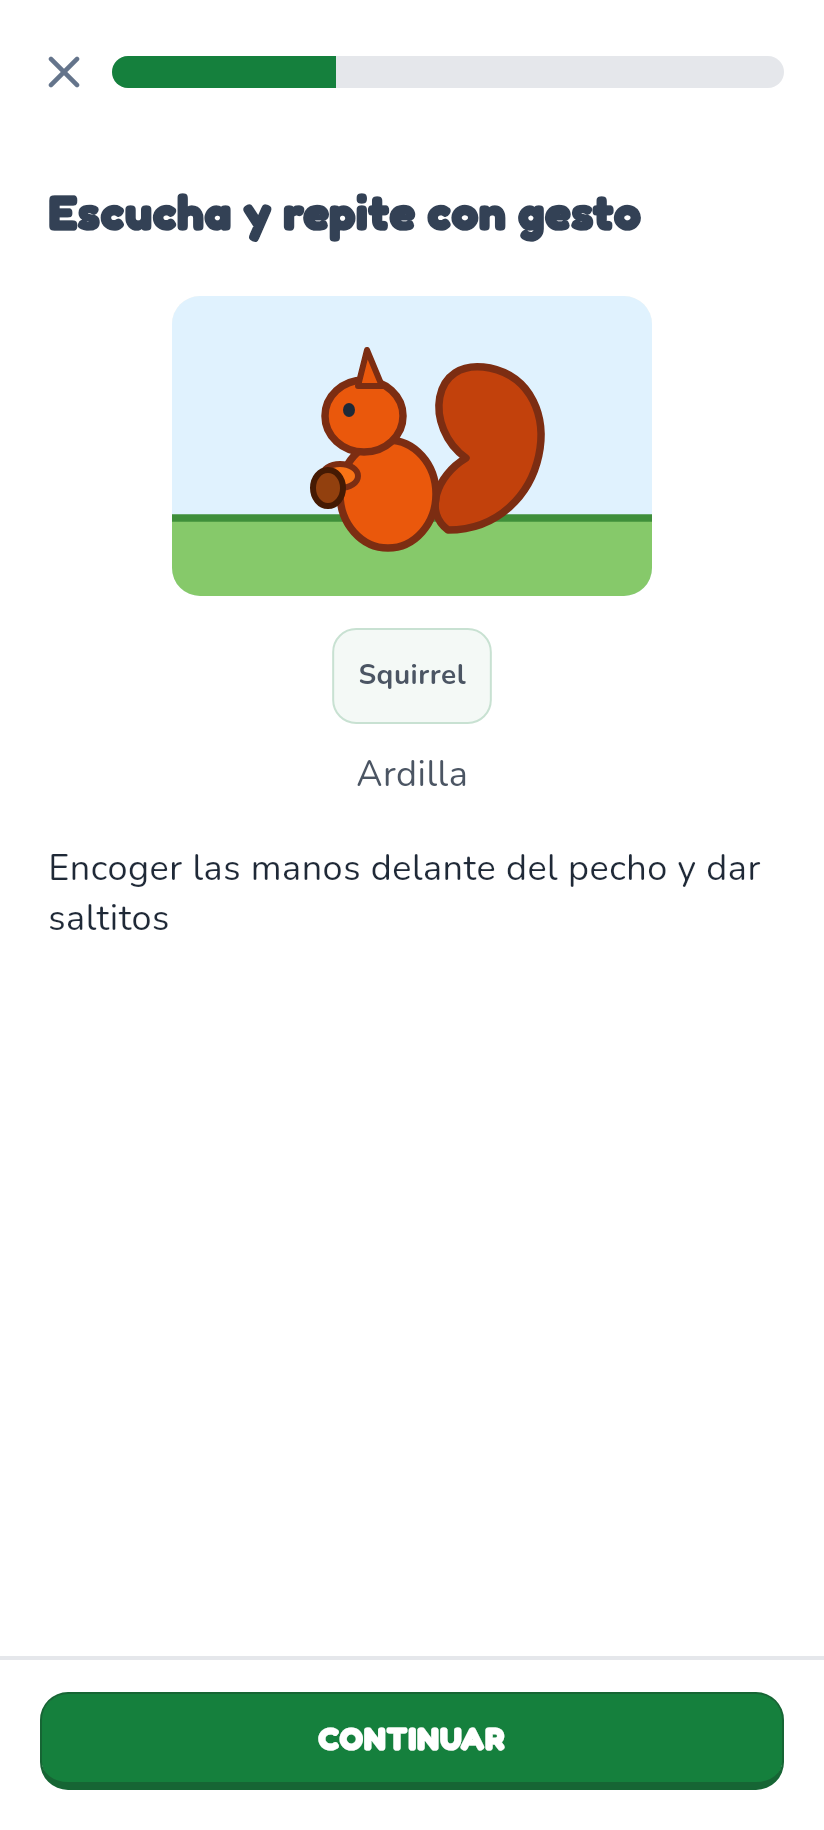 Escucha y repite con gesto
Squirrel
Ardilla
Encoger las manos delante del pecho y dar
saltitos
CONTINUAR